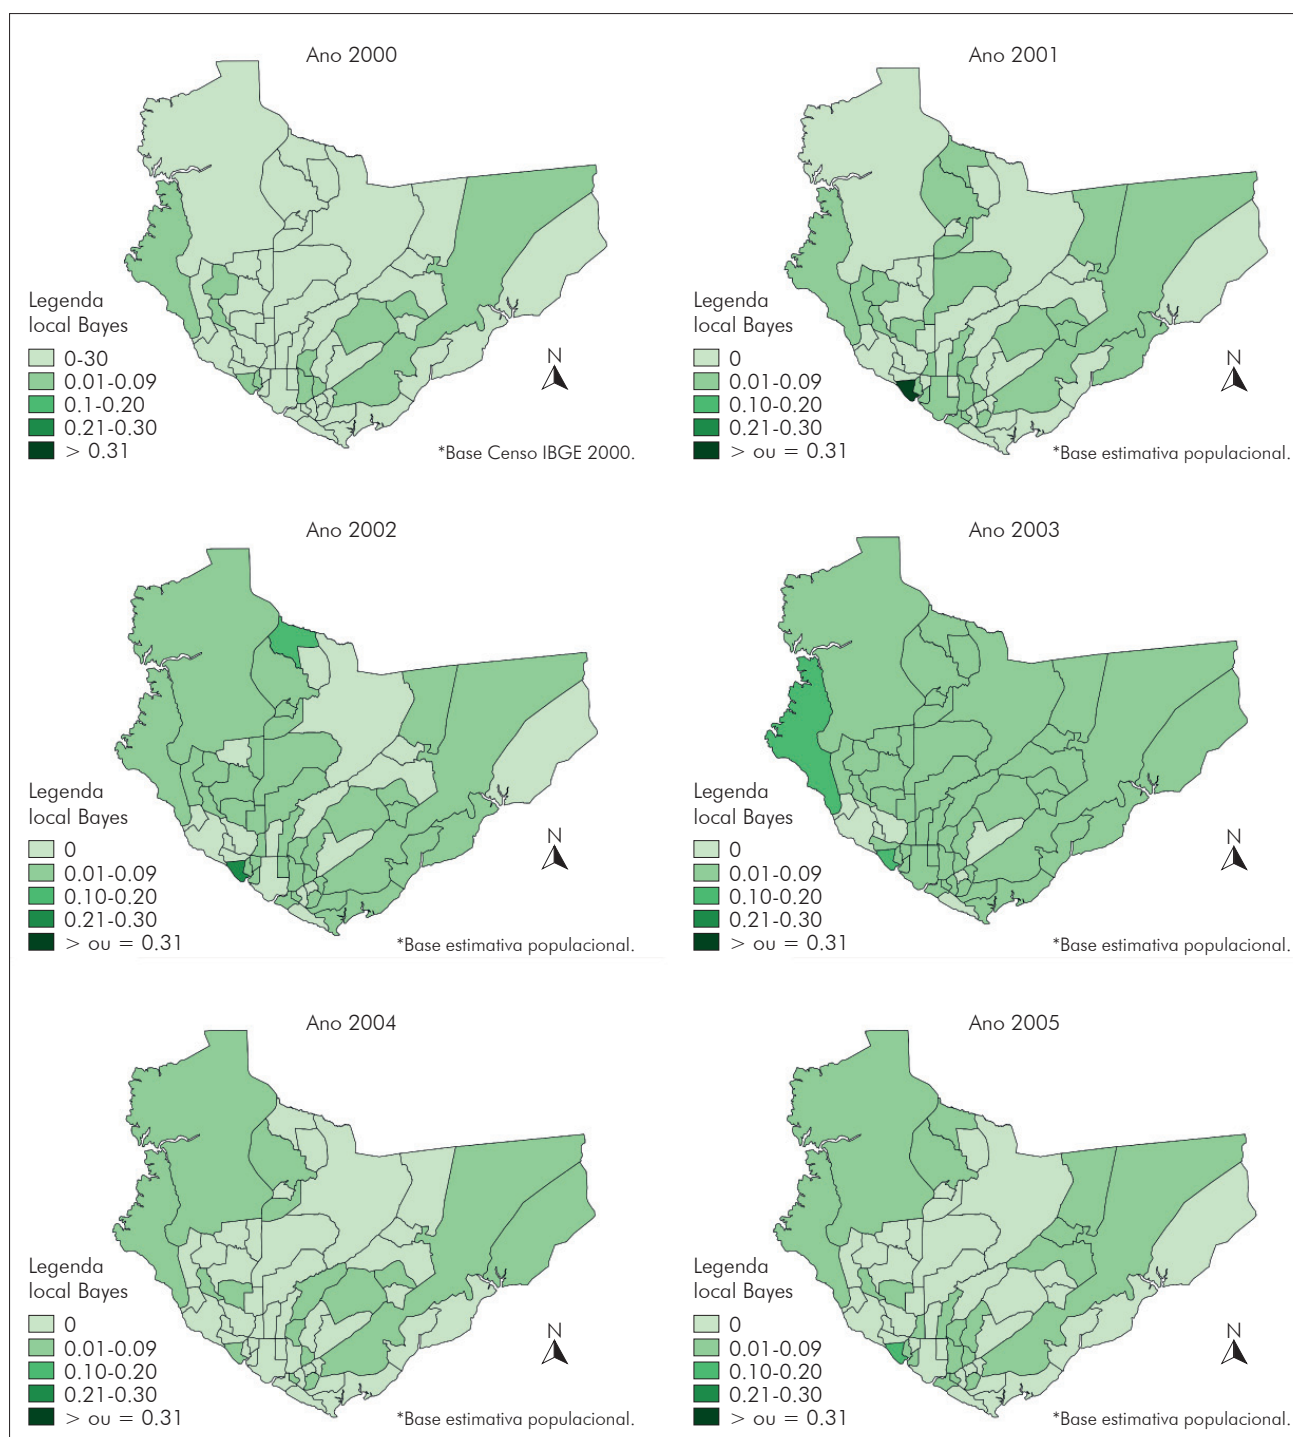 Ano 2000
Legenda
local Bayes
0-30
0.01-0.09
0.1-0.20
0.21-0.30
> 0.31
N
*Base Censo IBGE 2000.
Ano 2001
Legenda
local Bayes
0
0.01-0.09
0.10-0.20
0.21-0.30
> ou = 0.31
N
*Base estimativa populacional.
Ano 2002
Legenda
local Bayes
0
0.01-0.09
0.10-0.20
0.21-0.30
> ou = 0.31
N
*Base estimativa populacional.
Ano 2003
Legenda
local Bayes
0
0.01-0.09
0.10-0.20
0.21-0.30
> ou = 0.31
N
*Base estimativa populacional.
Ano 2004
Legenda
local Bayes
0
0.01-0.09
0.10-0.20
0.21-0.30
> ou = 0.31
N
*Base estimativa populacional.
Ano 2005
Legenda
local Bayes
0
0.01-0.09
0.10-0.20
0.21-0.30
> ou = 0.31
N
*Base estimativa populacional.